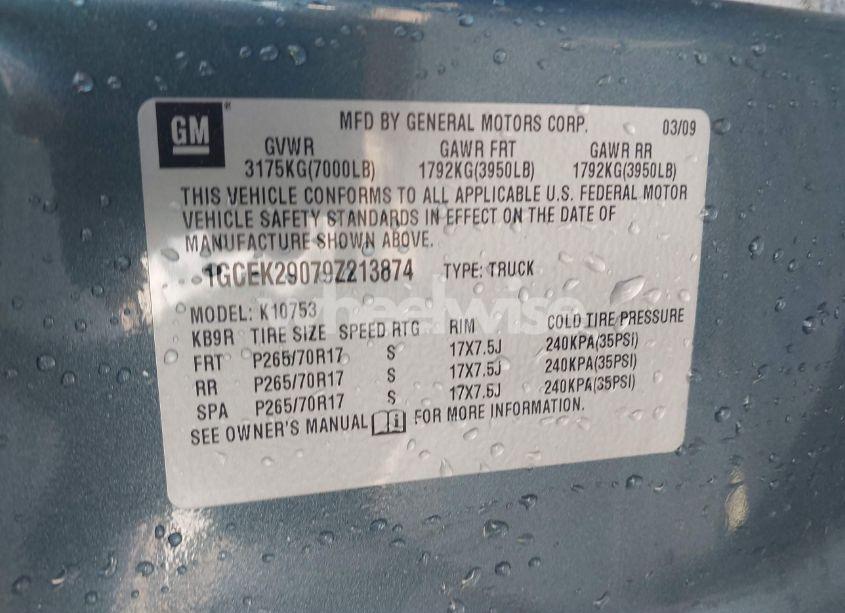 GM
MFD BY GENERAL MOTORS CORP. 03/09
GVWR GAWR FRT GAWR RR
3175KG(7000LB) 1792KG(3950LB) 1792KG(3950LB)
THIS VEHICLE CONFORMS TO ALL APPLICABLE U.S. FEDERAL MOTOR
VEHICLE SAFETY STANDARDS IN EFFECT ON THE DATE OF
MANUFACTURE SHOWN ABOVE.
1GCEK29079Z213874 TYPE: TRUCK
MODEL: K10753
wheelwise
KB9R TIRE SIZE SPEED RTG RIM COLD TIRE PRESSURE
FRT P265/70R17 S 17X7.5J 240KPA(35PSI)
RR P265/70R17 S 17X7.5J 240KPA(35PSI)
SPA P265/70R17 S 17X7.5J 240KPA(35PSI)
SEE OWNER'S MANUAL i FOR MORE INFORMATION.